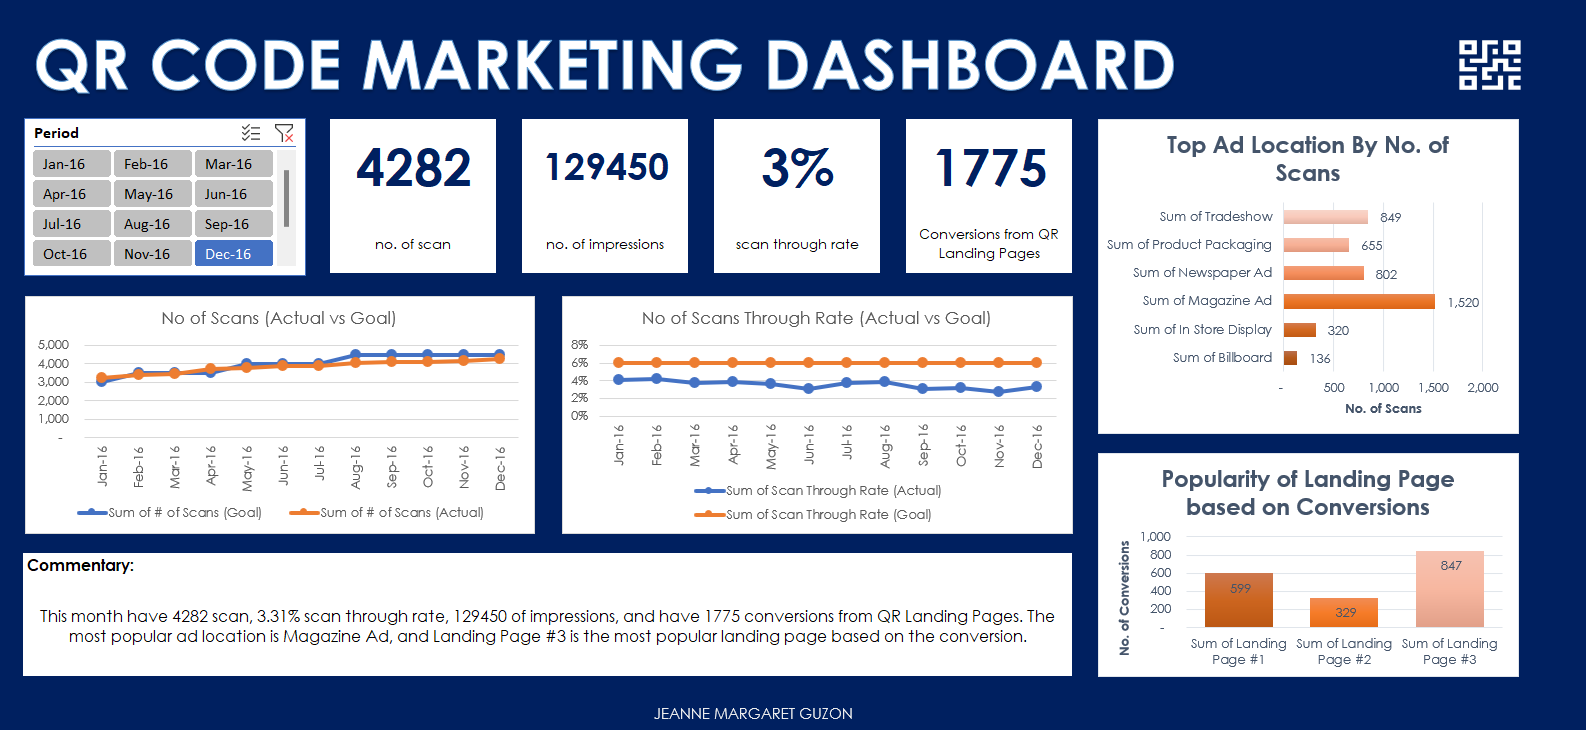 QR CODE MARKETING DASHBOARD
Period
Jan-16 Feb-16 Mar-16
Apr-16 May-16 Jun-16
Jul-16 Aug-16 Sep-16
Oct-16 Nov-16 Dec-16
4282
no. of scan
129450
no. of impressions
3%
scan through rate
1775
Conversions from QR
Landing Pages
Top Ad Location By No. of
Scans
Sum of Tradeshow 849
Sum of Product Packaging 655
Sum of Newspaper Ad 802
Sum of Magazine Ad 1,520
Sum of In Store Display 320
Sum of Billboard 136
- 500 1,000 1,500 2,000
No. of Scans
No of Scans (Actual vs Goal)
5,000
4,000
3,000
2,000
1,000
-
Jan-16 Feb-16 Mar-16 Apr-16 May-16 Jun-16 Jul-16 Aug-16 Sep-16 Oct-16 Nov-16 Dec-16
Sum of # of Scans (Goal) Sum of # of Scans (Actual)
No of Scans Through Rate (Actual vs Goal)
8%
6%
4%
2%
0%
Jan-16 Feb-16 Mar-16 Apr-16 May-16 Jun-16 Jul-16 Aug-16 Sep-16 Oct-16 Nov-16 Dec-16
Sum of Scan Through Rate (Actual)
Sum of Scan Through Rate (Goal)
Popularity of Landing Page
based on Conversions
No. of Conversions
1,000
800
600
400
200
-
599 329 847
Sum of Landing Sum of Landing Sum of Landing
Page #1 Page #2 Page #3
Commentary:
This month have 4282 scan, 3.31% scan through rate, 129450 of impressions, and have 1775 conversions from QR Landing Pages. The
most popular ad location is Magazine Ad, and Landing Page #3 is the most popular landing page based on the conversion.
JEANNE MARGARET GUZON